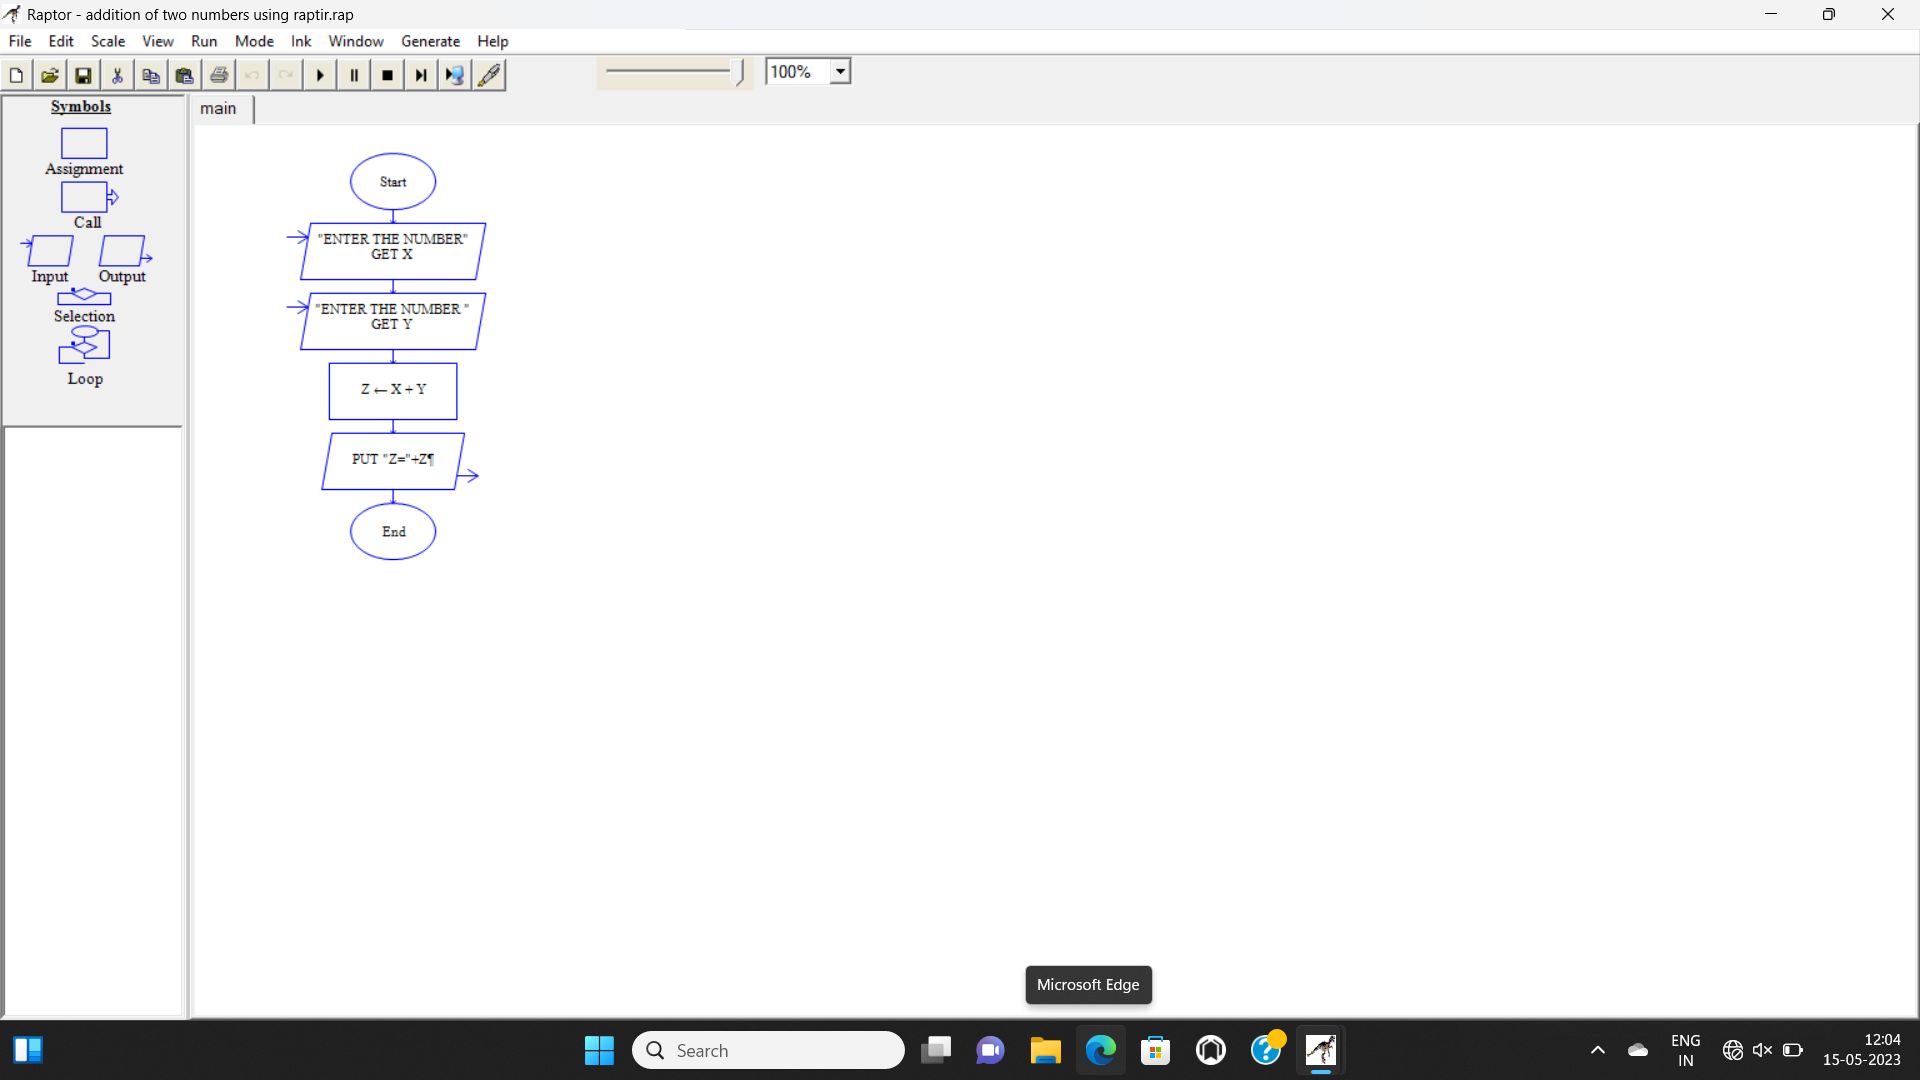 Raptor - addition of two numbers using raptir.rap
File Edit Scale View Run Mode Ink Window Generate Help
100%
Symbols
Assignment
Call
Input Output
Selection
Loop
main
Start
"ENTER THE NUMBER"
GET X
"ENTER THE NUMBER "
GET Y
Z ← X + Y
PUT "Z="+Z¶
End
Microsoft Edge
Search
ENG
IN
12:04
15-05-2023